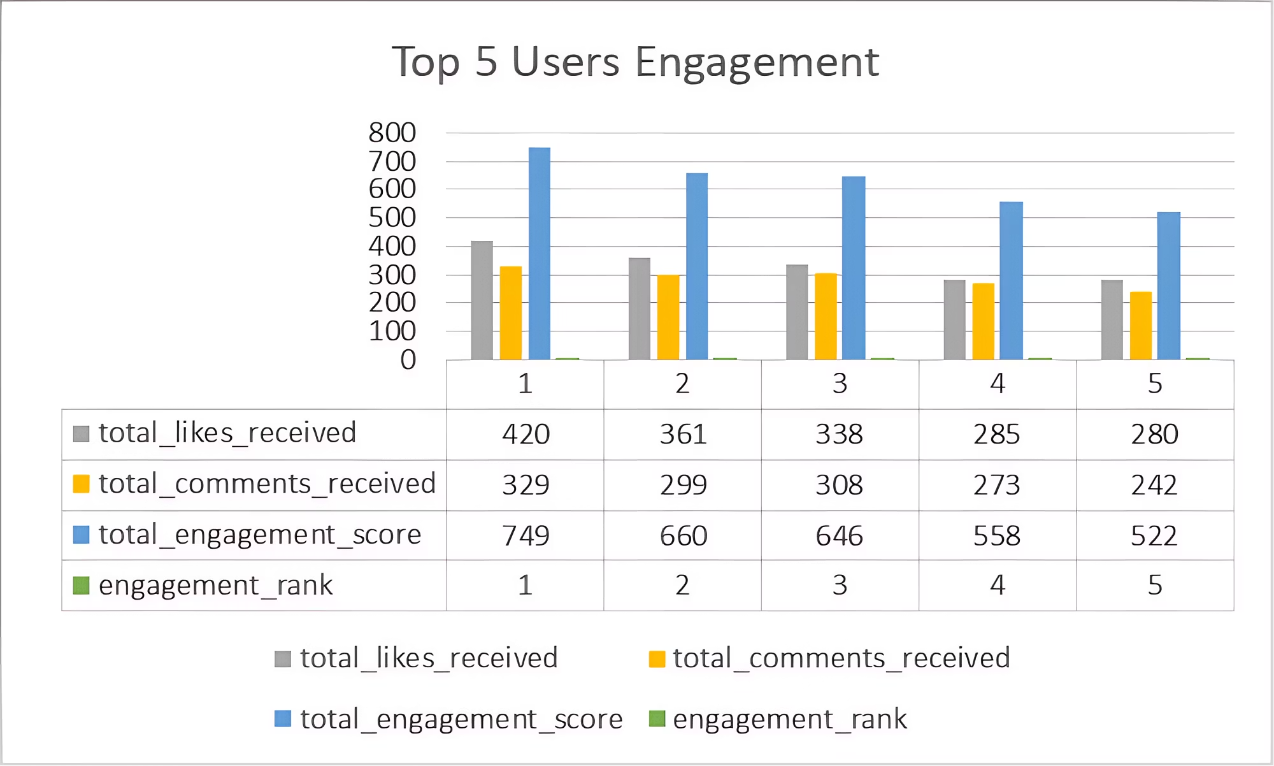 Top 5 Users Engagement
800
700
600
500
400
300
200
100
0
1 2 3 4 5
total_likes_received 420 361 338 285 280
total_comments_received 329 299 308 273 242
total_engagement_score 749 660 646 558 522
engagement_rank 1 2 3 4 5
total_likes_received total_comments_received
total_engagement_score engagement_rank